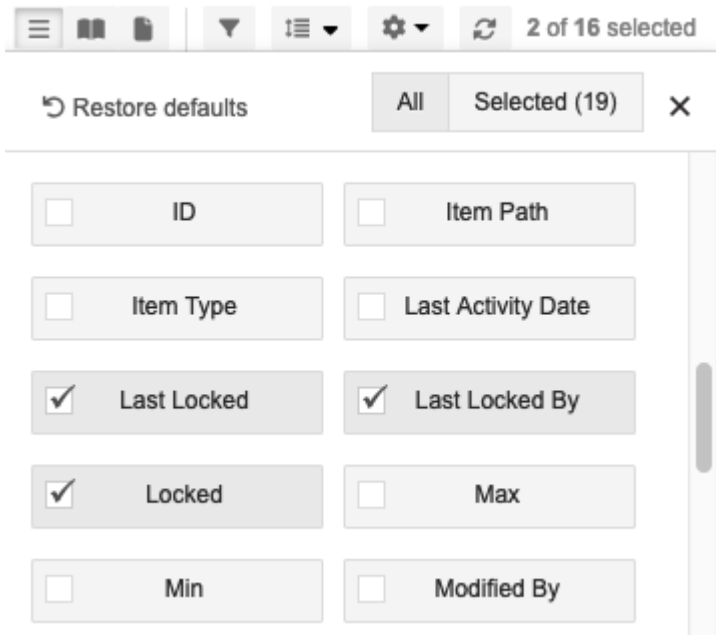 2 of 16 selected
Restore defaults All Selected (19)
ID Item Path
Item Type Last Activity Date
Last Locked Last Locked By
Locked Max
Min Modified By